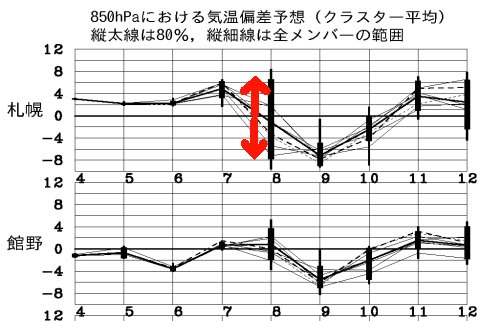 850hPaにおける気温偏差予想（クラスター平均）
縦太線は80%，縦細線は全メンバーの範囲
12
8
4
札幌 0
-4
-8
4 5 6 7 8 9 10 11 12
12
8
4
館野 0
-4
-8
12 4 5 6 7 8 9 10 11 12